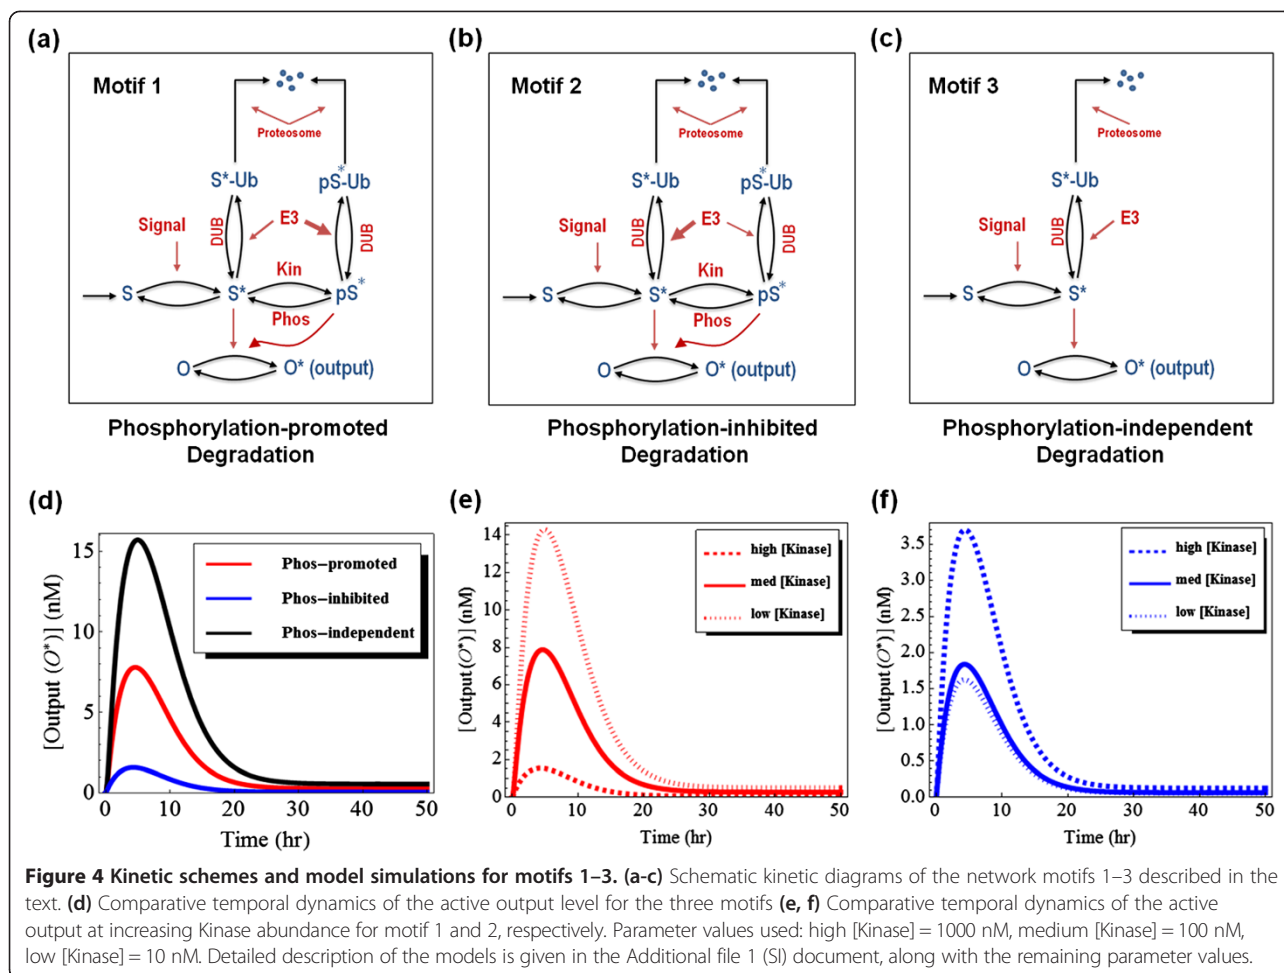 (a)
Motif 1
Proteosome
S*-Ub
pS*-Ub
Signal
DUB
E3
DUB
Kin
S
S*
pS*
Phos
O
O* (output)
Phosphorylation-promoted
Degradation
(b)
Motif 2
Proteosome
S*-Ub
pS*-Ub
Signal
DUB
E3
DUB
Kin
S
S*
pS*
Phos
O
O* (output)
Phosphorylation-inhibited
Degradation
(c)
Motif 3
Proteosome
S*-Ub
Signal
DUB
E3
S
S*
O
O* (output)
Phosphorylation-independent
Degradation
(d)
[Output (O*)] (nM)
15
10
5
0
Phos-promoted
Phos-inhibited
Phos-independent
0 10 20 30 40 50
Time (hr)
(e)
[Output (O*)] (nM)
14
12
10
8
6
4
2
0
high [Kinase]
med [Kinase]
low [Kinase]
0 10 20 30 40 50
Time (hr)
(f)
[Output (O*)] (nM)
3.5
3.0
2.5
2.0
1.5
1.0
0.5
0.0
high [Kinase]
med [Kinase]
low [Kinase]
0 10 20 30 40 50
Time (hr)
Figure 4 Kinetic schemes and model simulations for motifs 1–3. (a-c) Schematic kinetic diagrams of the network motifs 1–3 described in the
text. (d) Comparative temporal dynamics of the active output level for the three motifs (e, f) Comparative temporal dynamics of the active
output at increasing Kinase abundance for motif 1 and 2, respectively. Parameter values used: high [Kinase] = 1000 nM, medium [Kinase] = 100 nM,
low [Kinase] = 10 nM. Detailed description of the models is given in the Additional file 1 (SI) document, along with the remaining parameter values.